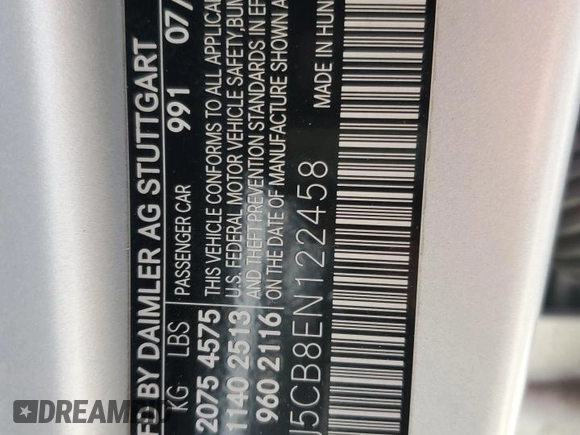 FD BY DAIMLER AG STUTTGART
991 07/
KG LBS PASSENGER CAR
2075 4575 THIS VEHICLE CONFORMS TO ALL APPLICA
1140 2513 U.S. FEDERAL MOTOR VEHICLE SAFETY, BUM
960 2116 AND THEFT PREVENTION STANDARDS IN EF
ON THE DATE OF MANUFACTURE SHOWN A
J5CB8EN122458 MADE IN HUN
DREAM